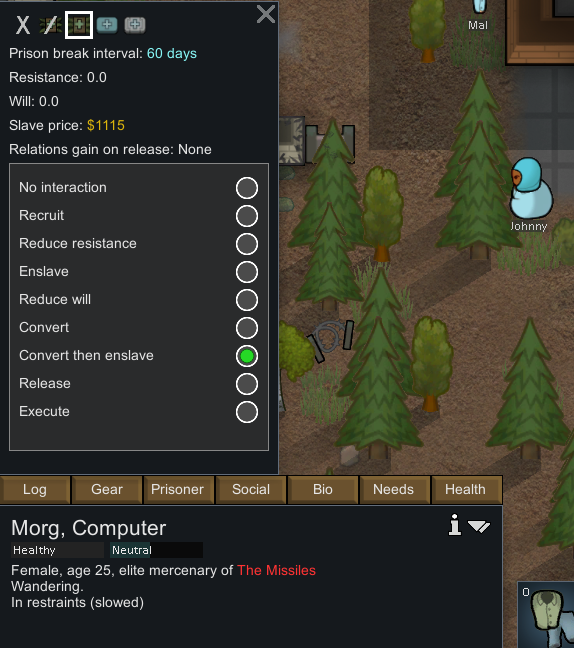 Mal
Prison break interval: 60 days
Resistance: 0.0
Will: 0.0
Slave price: $1115
Relations gain on release: None
No interaction
Recruit
Reduce resistance
Enslave
Reduce will
Convert
Convert then enslave
Release
Execute
Johnny
Log Gear Prisoner Social Bio Needs Health
Morg, Computer
Healthy Neutral
Female, age 25, elite mercenary of The Missiles
Wandering.
In restraints (slowed)
0